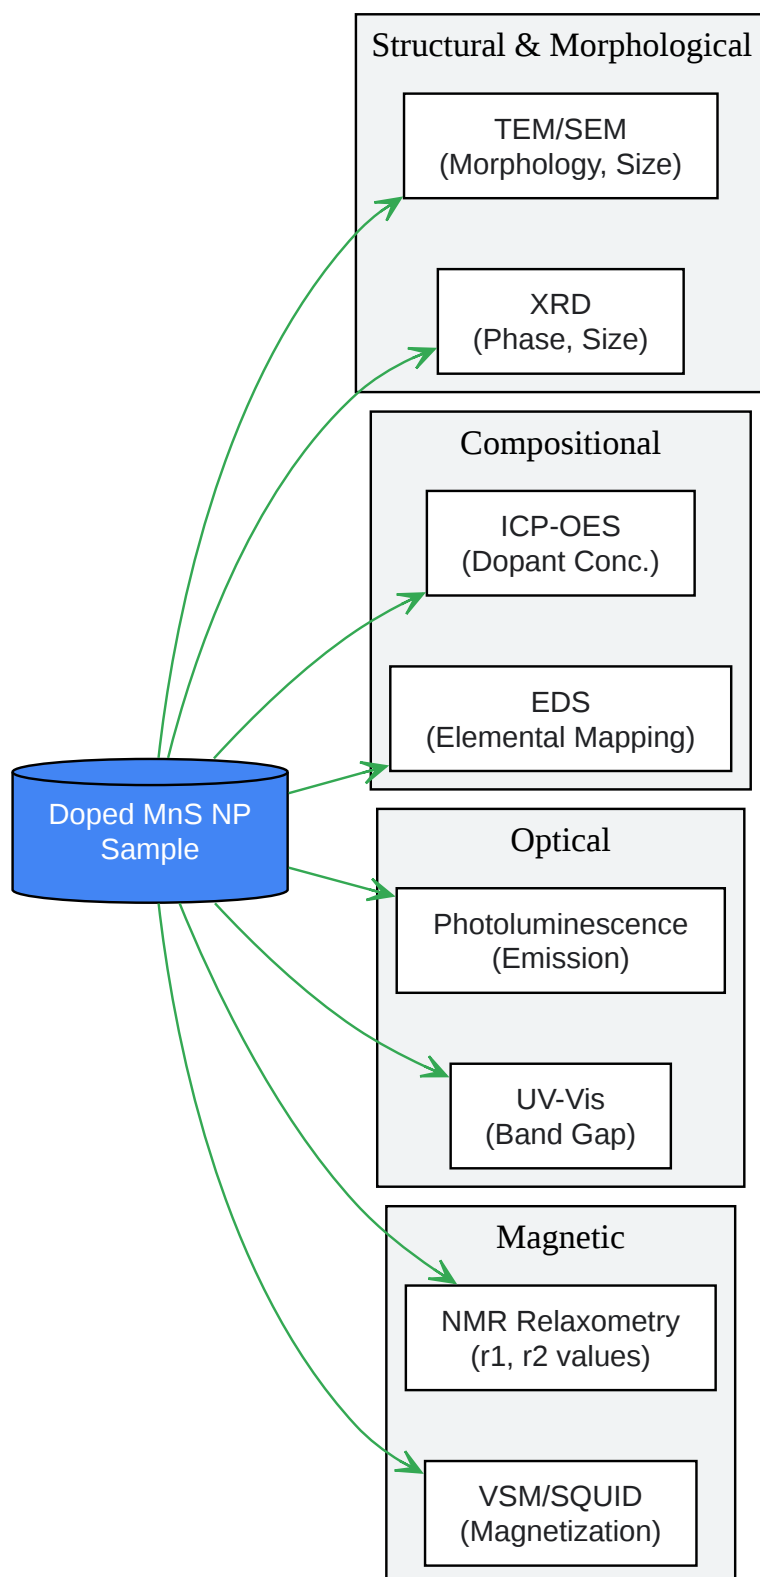 Structural & Morphological
TEM/SEM
(Morphology, Size)
XRD
(Phase, Size)
Compositional
ICP-OES
(Dopant Conc.)
EDS
(Elemental Mapping)
Doped MnS NP
Sample
Optical
Photoluminescence
(Emission)
UV-Vis
(Band Gap)
Magnetic
NMR Relaxometry
(r1, r2 values)
VSM/SQUID
(Magnetization)